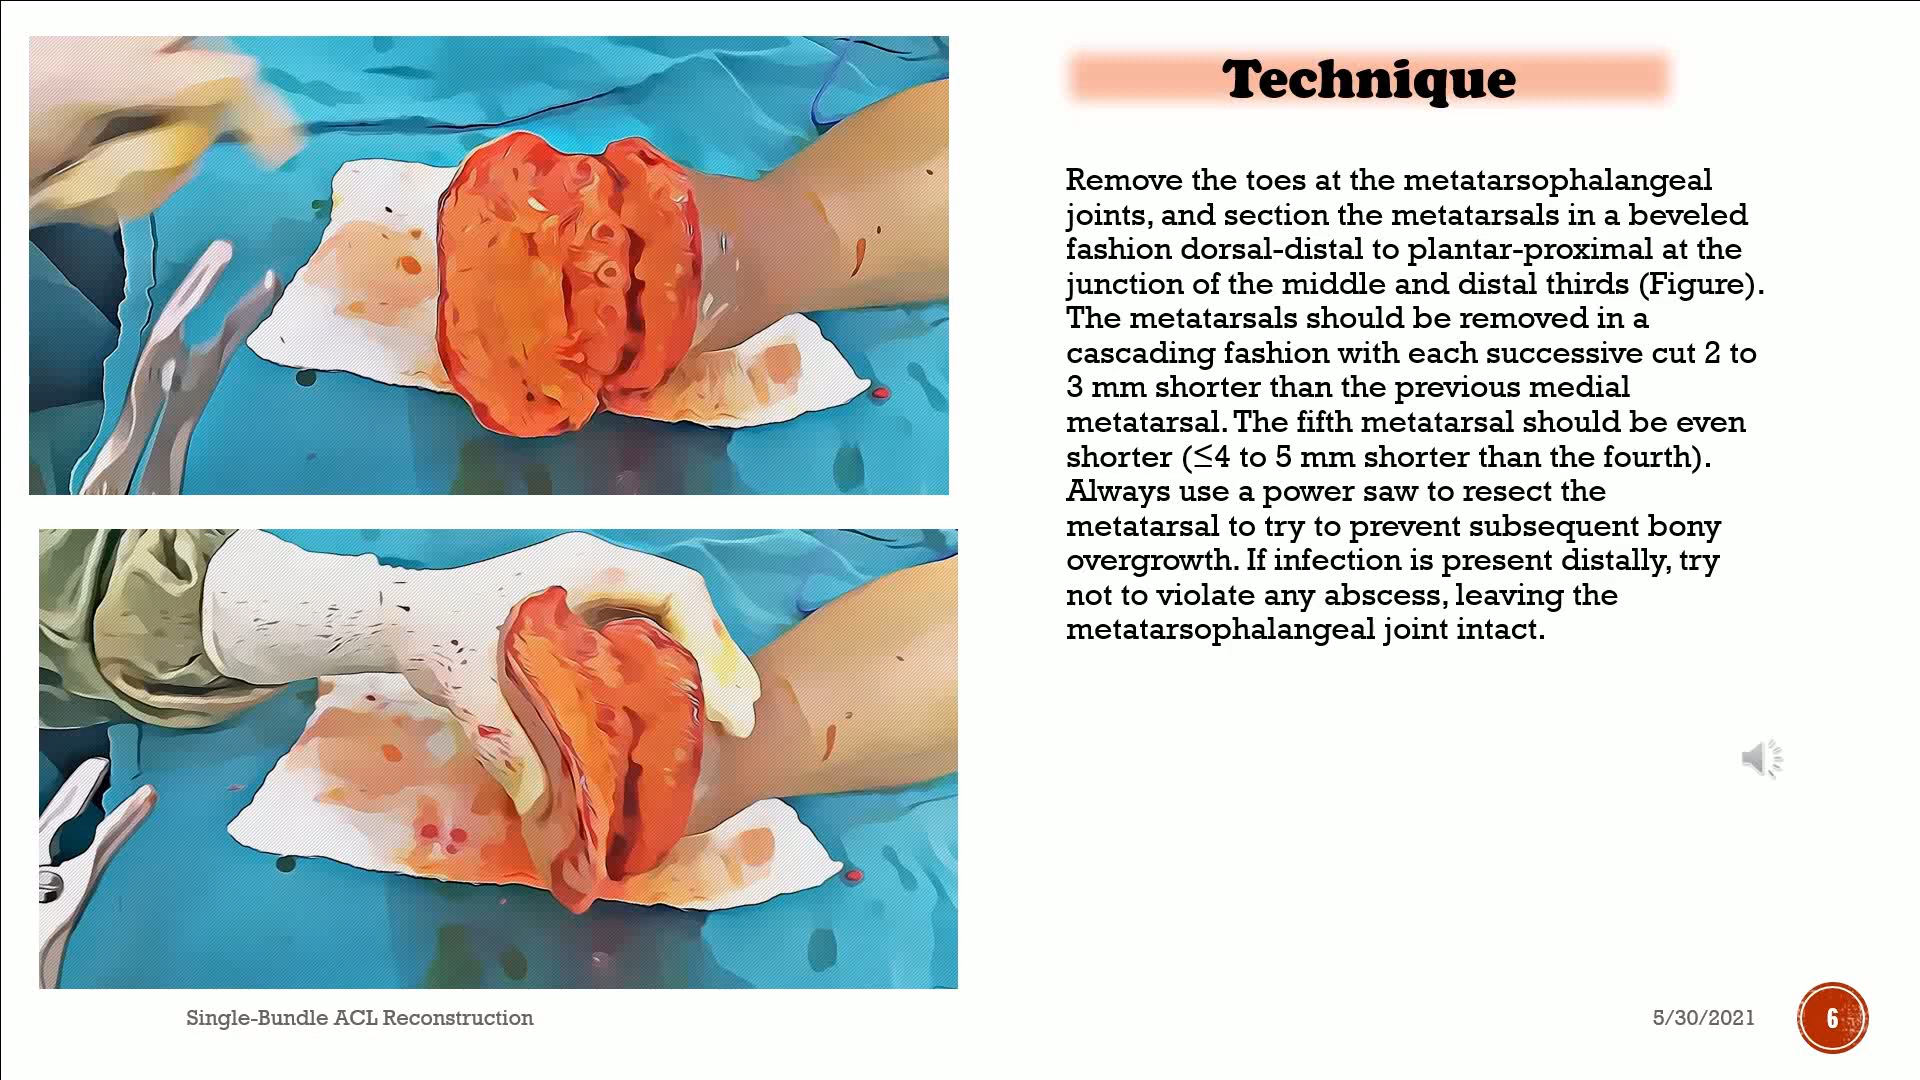 Technique
Remove the toes at the metatarsophalangeal
joints, and section the metatarsals in a beveled
fashion dorsal-distal to plantar-proximal at the
junction of the middle and distal thirds (Figure).
The metatarsals should be removed in a
cascading fashion with each successive cut 2 to
3 mm shorter than the previous medial
metatarsal. The fifth metatarsal should be even
shorter (≤4 to 5 mm shorter than the fourth).
Always use a power saw to resect the
metatarsal to try to prevent subsequent bony
overgrowth. If infection is present distally, try
not to violate any abscess, leaving the
metatarsophalangeal joint intact.
Single-Bundle ACL Reconstruction
5/30/2021
6